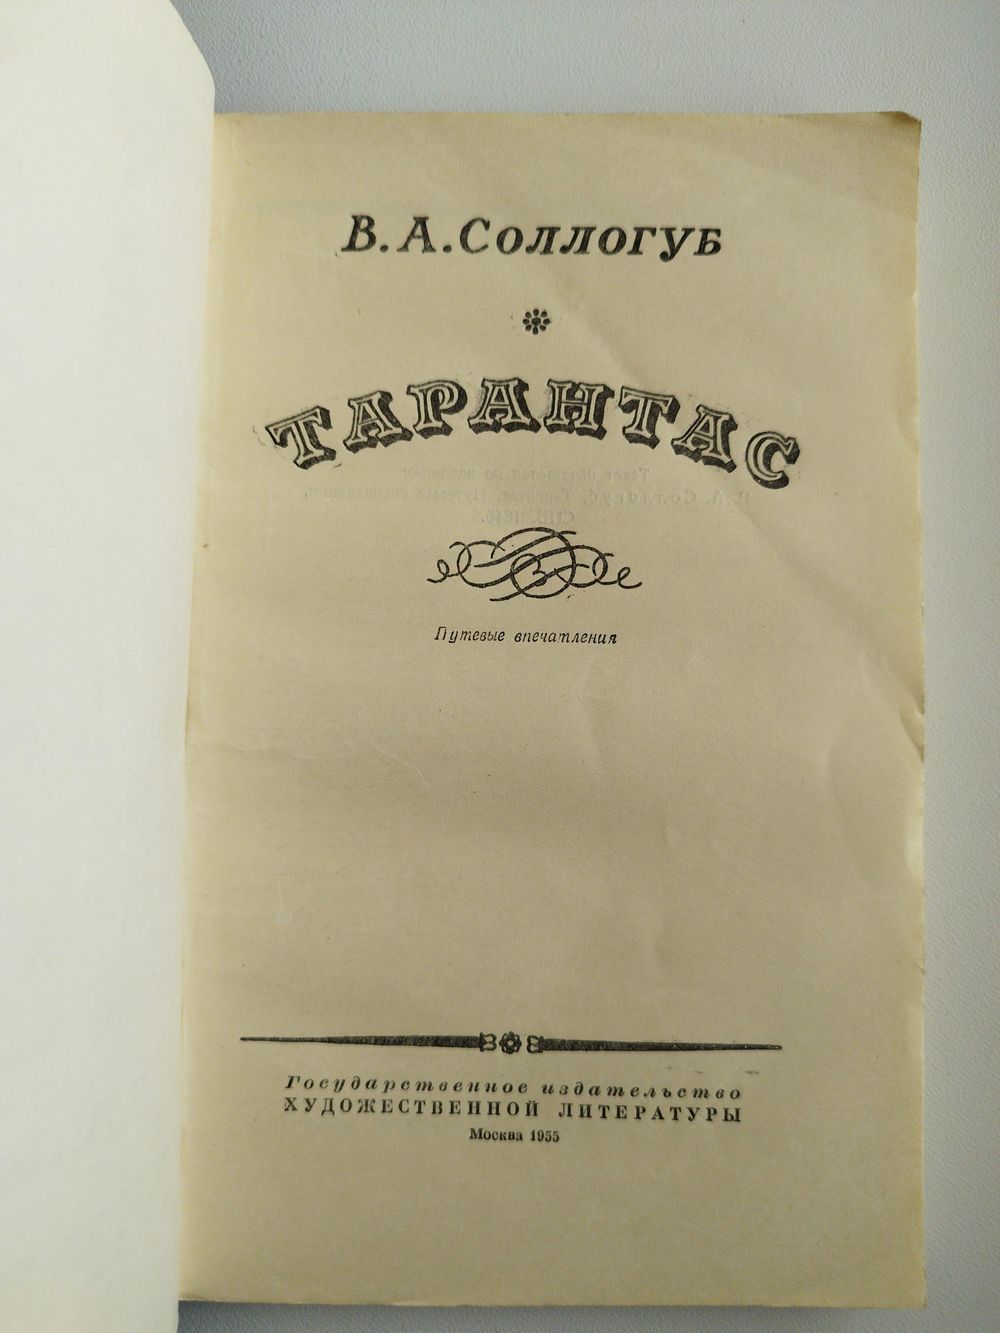 В. А. Соллогуб
ТАРАНТАС
Путевые впечатления
Государственное издательство
ХУДОЖЕСТВЕННОЙ ЛИТЕРАТУРЫ
Москва 1955